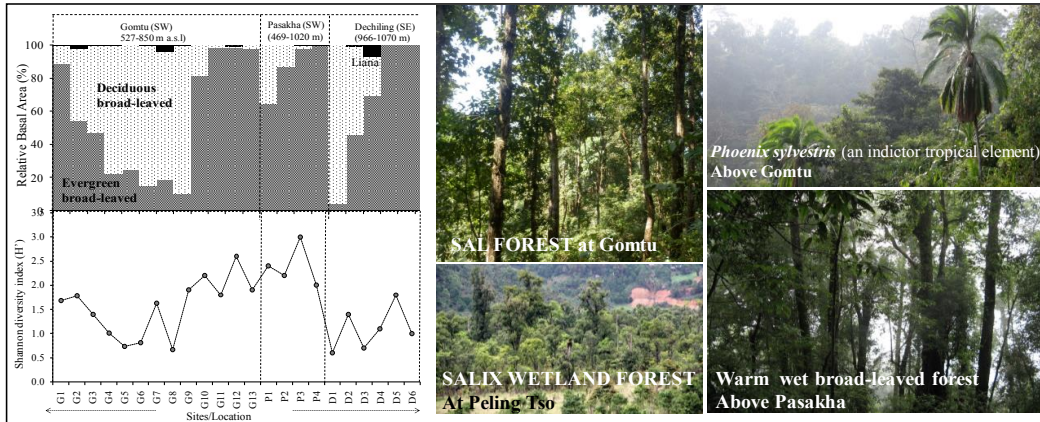 Gomtu (SW)
527-850 m a.s.l)
Pasakha (SW)
(469-1020 m)
Dechiling (SE)
(966-1070 m)
Relative Basal Area (%)
100
80
60
40
20
Liana
Deciduous
broad-leaved
Evergreen
broad-leaved
Shannon diversity index (H')
3.0
2.5
2.0
1.5
1.0
0.5
0.0
G1 G2 G3 G4 G5 G6 G7 G8 G9 G10 G11 G12 G13 P1 P2 P3 P4 D1 D2 D3 D4 D5 D6
Sites/Location
SAL FOREST at Gomtu
SALIX WETLAND FOREST
At Peling Tso
Phoenix sylvestris (an indictor tropical element)
Above Gomtu
Warm wet broad-leaved forest
Above Pasakha